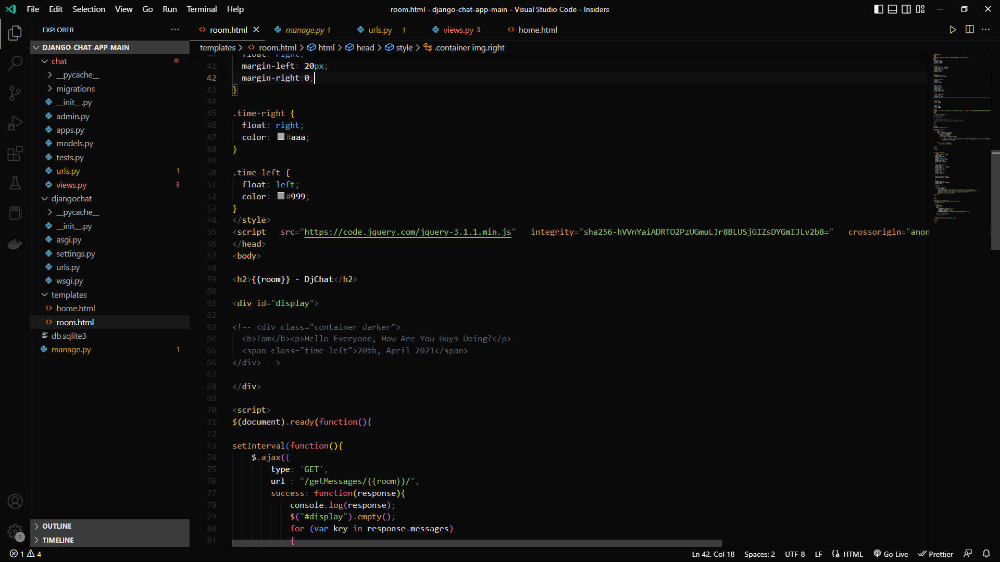 File Edit Selection View Go Run Terminal Help
room.html - django-chat-app-main - Visual Studio Code - Insiders
EXPLORER
DJANGO-CHAT-APP-MAIN
chat
__pycache__
migrations
__init__.py
admin.py
apps.py
models.py
tests.py
urls.py 1
views.py 3
djangochat
__pycache__
__init__.py
asgi.py
settings.py
urls.py
wsgi.py
templates
home.html
room.html
db.sqlite3
manage.py 1
OUTLINE
TIMELINE
room.html manage.py 1 urls.py 1 views.py 3 home.html
templates > room.html > html > head > style > .container img.right
40 float: right;
41 margin-left: 20px;
42 margin-right:0;
43 }
44
45 .time-right {
46 float: right;
47 color: #aaa;
48 }
49
50 .time-left {
51 float: left;
52 color: #999;
53 }
54 </style>
55 <script src="https://code.jquery.com/jquery-3.1.1.min.js" integrity="sha256-hVVnYaiADRTO2PzUGmuLJr8BLUSjGIZsDYGmIJLv2b8=" crossorigin="anon
56 </head>
57 <body>
58
59 <h2>{{room}} - DjChat</h2>
60
61 <div id="display">
62
63 <!-- <div class="container darker">
64 <b>Tom</b><p>Hello Everyone, How Are You Guys Doing?</p>
65 <span class="time-left">20th, April 2021</span>
66 </div> -->
67
68 </div>
69
70 <script>
71 $(document).ready(function(){
72
73 setInterval(function(){
74 $.ajax({
75 type: 'GET',
76 url : "/getMessages/{{room}}/",
77 success: function(response){
78 console.log(response);
79 $("#display").empty();
80 for (var key in response.messages)
81 {
1
1 4
Ln 42, Col 18 Spaces: 2 UTF-8 LF HTML Go Live Prettier